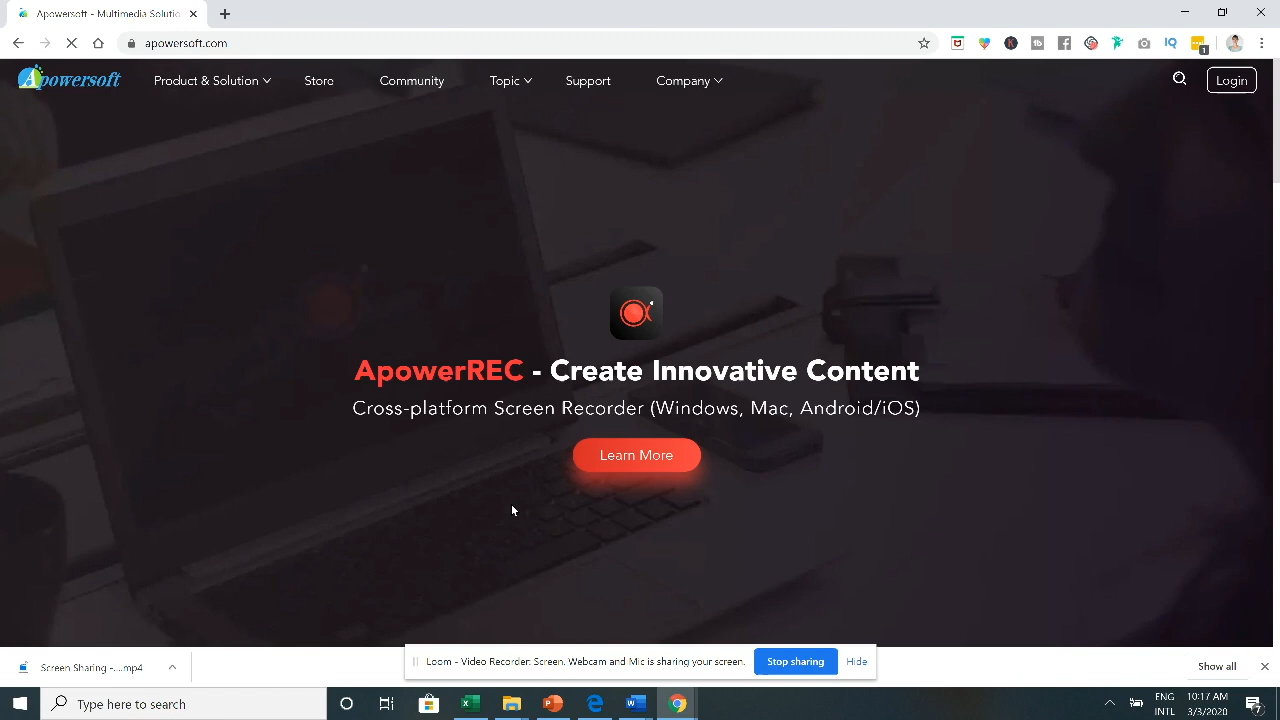 Apowersoft - Multimedia Solutio
apowersoft.com
1
Apowersoft
Product & Solution
Store
Community
Topic
Support
Company
Login
ApowerREC - Create Innovative Content
Cross-platform Screen Recorder (Windows, Mac, Android/iOS)
Learn More
Screen Sharing -....mp4
Loom – Video Recorder: Screen, Webcam and Mic is sharing your screen.
Stop sharing
Hide
Show all
Type here to search
ENG
INTL
10:17 AM
3/3/2020
7